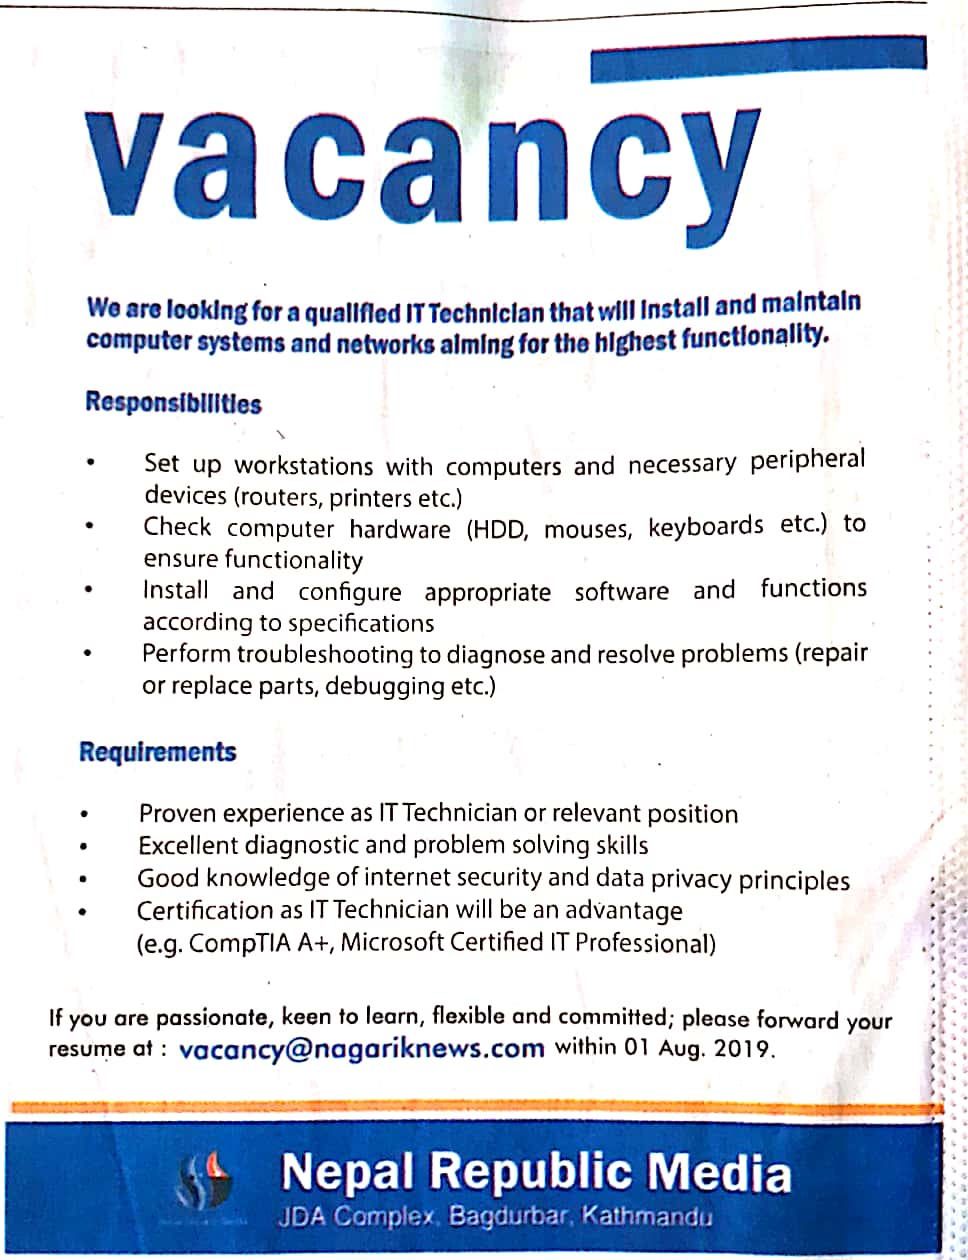 vacancy
We are looking for a qualified IT Technician that will install and maintain
computer systems and networks aiming for the highest functionality.
Responsibilities
• Set up workstations with computers and necessary peripheral
devices (routers, printers etc.)
• Check computer hardware (HDD, mouses, keyboards etc.) to
ensure functionality
• Install and configure appropriate software and functions
according to specifications
• Perform troubleshooting to diagnose and resolve problems (repair
or replace parts, debugging etc.)
Requirements
• Proven experience as IT Technician or relevant position
• Excellent diagnostic and problem solving skills
• Good knowledge of internet security and data privacy principles
• Certification as IT Technician will be an advantage
(e.g. CompTIA A+, Microsoft Certified IT Professional)
If you are passionate, keen to learn, flexible and committed; please forward your
resume at : vacancy@nagariknews.com within 01 Aug. 2019.
Nepal Republic Media
JDA Complex, Bagdurbar, Kathmandu